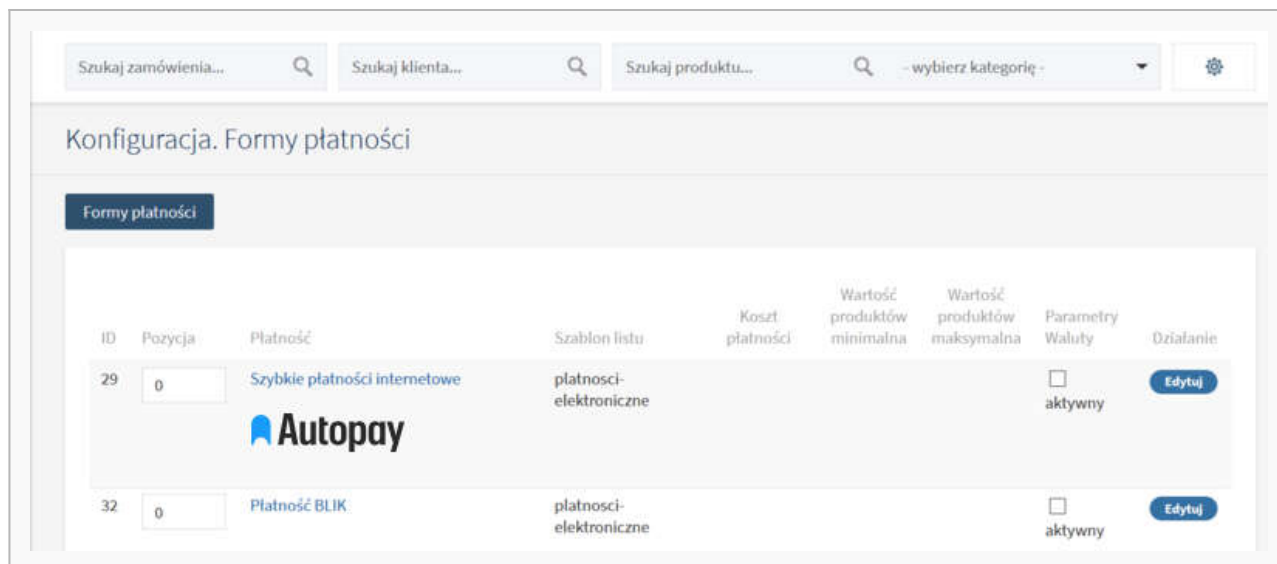 Szukaj zamówienia... Szukaj klienta... Szukaj produktu... - wybierz kategorię -
Konfiguracja. Formy płatności
Formy płatności
ID Pozycja Płatność Szablon listu Koszt płatności Wartość produktów minimalna Wartość produktów maksymalna Parametry Waluty Działanie
29 0 Szybkie płatności internetowe platnosci-elektroniczne aktywny Edytuj
Autopay
32 0 Płatność BLIK platnosci-elektroniczne aktywny Edytuj